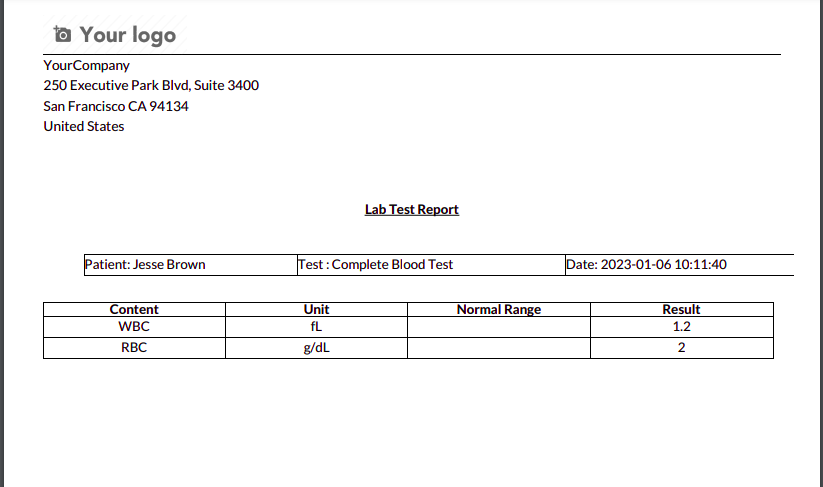 Your logo
YourCompany
250 Executive Park Blvd, Suite 3400
San Francisco CA 94134
United States
Lab Test Report
Patient: Jesse Brown Test : Complete Blood Test Date: 2023-01-06 10:11:40
Content Unit Normal Range Result
WBC fL 1.2
RBC g/dL 2